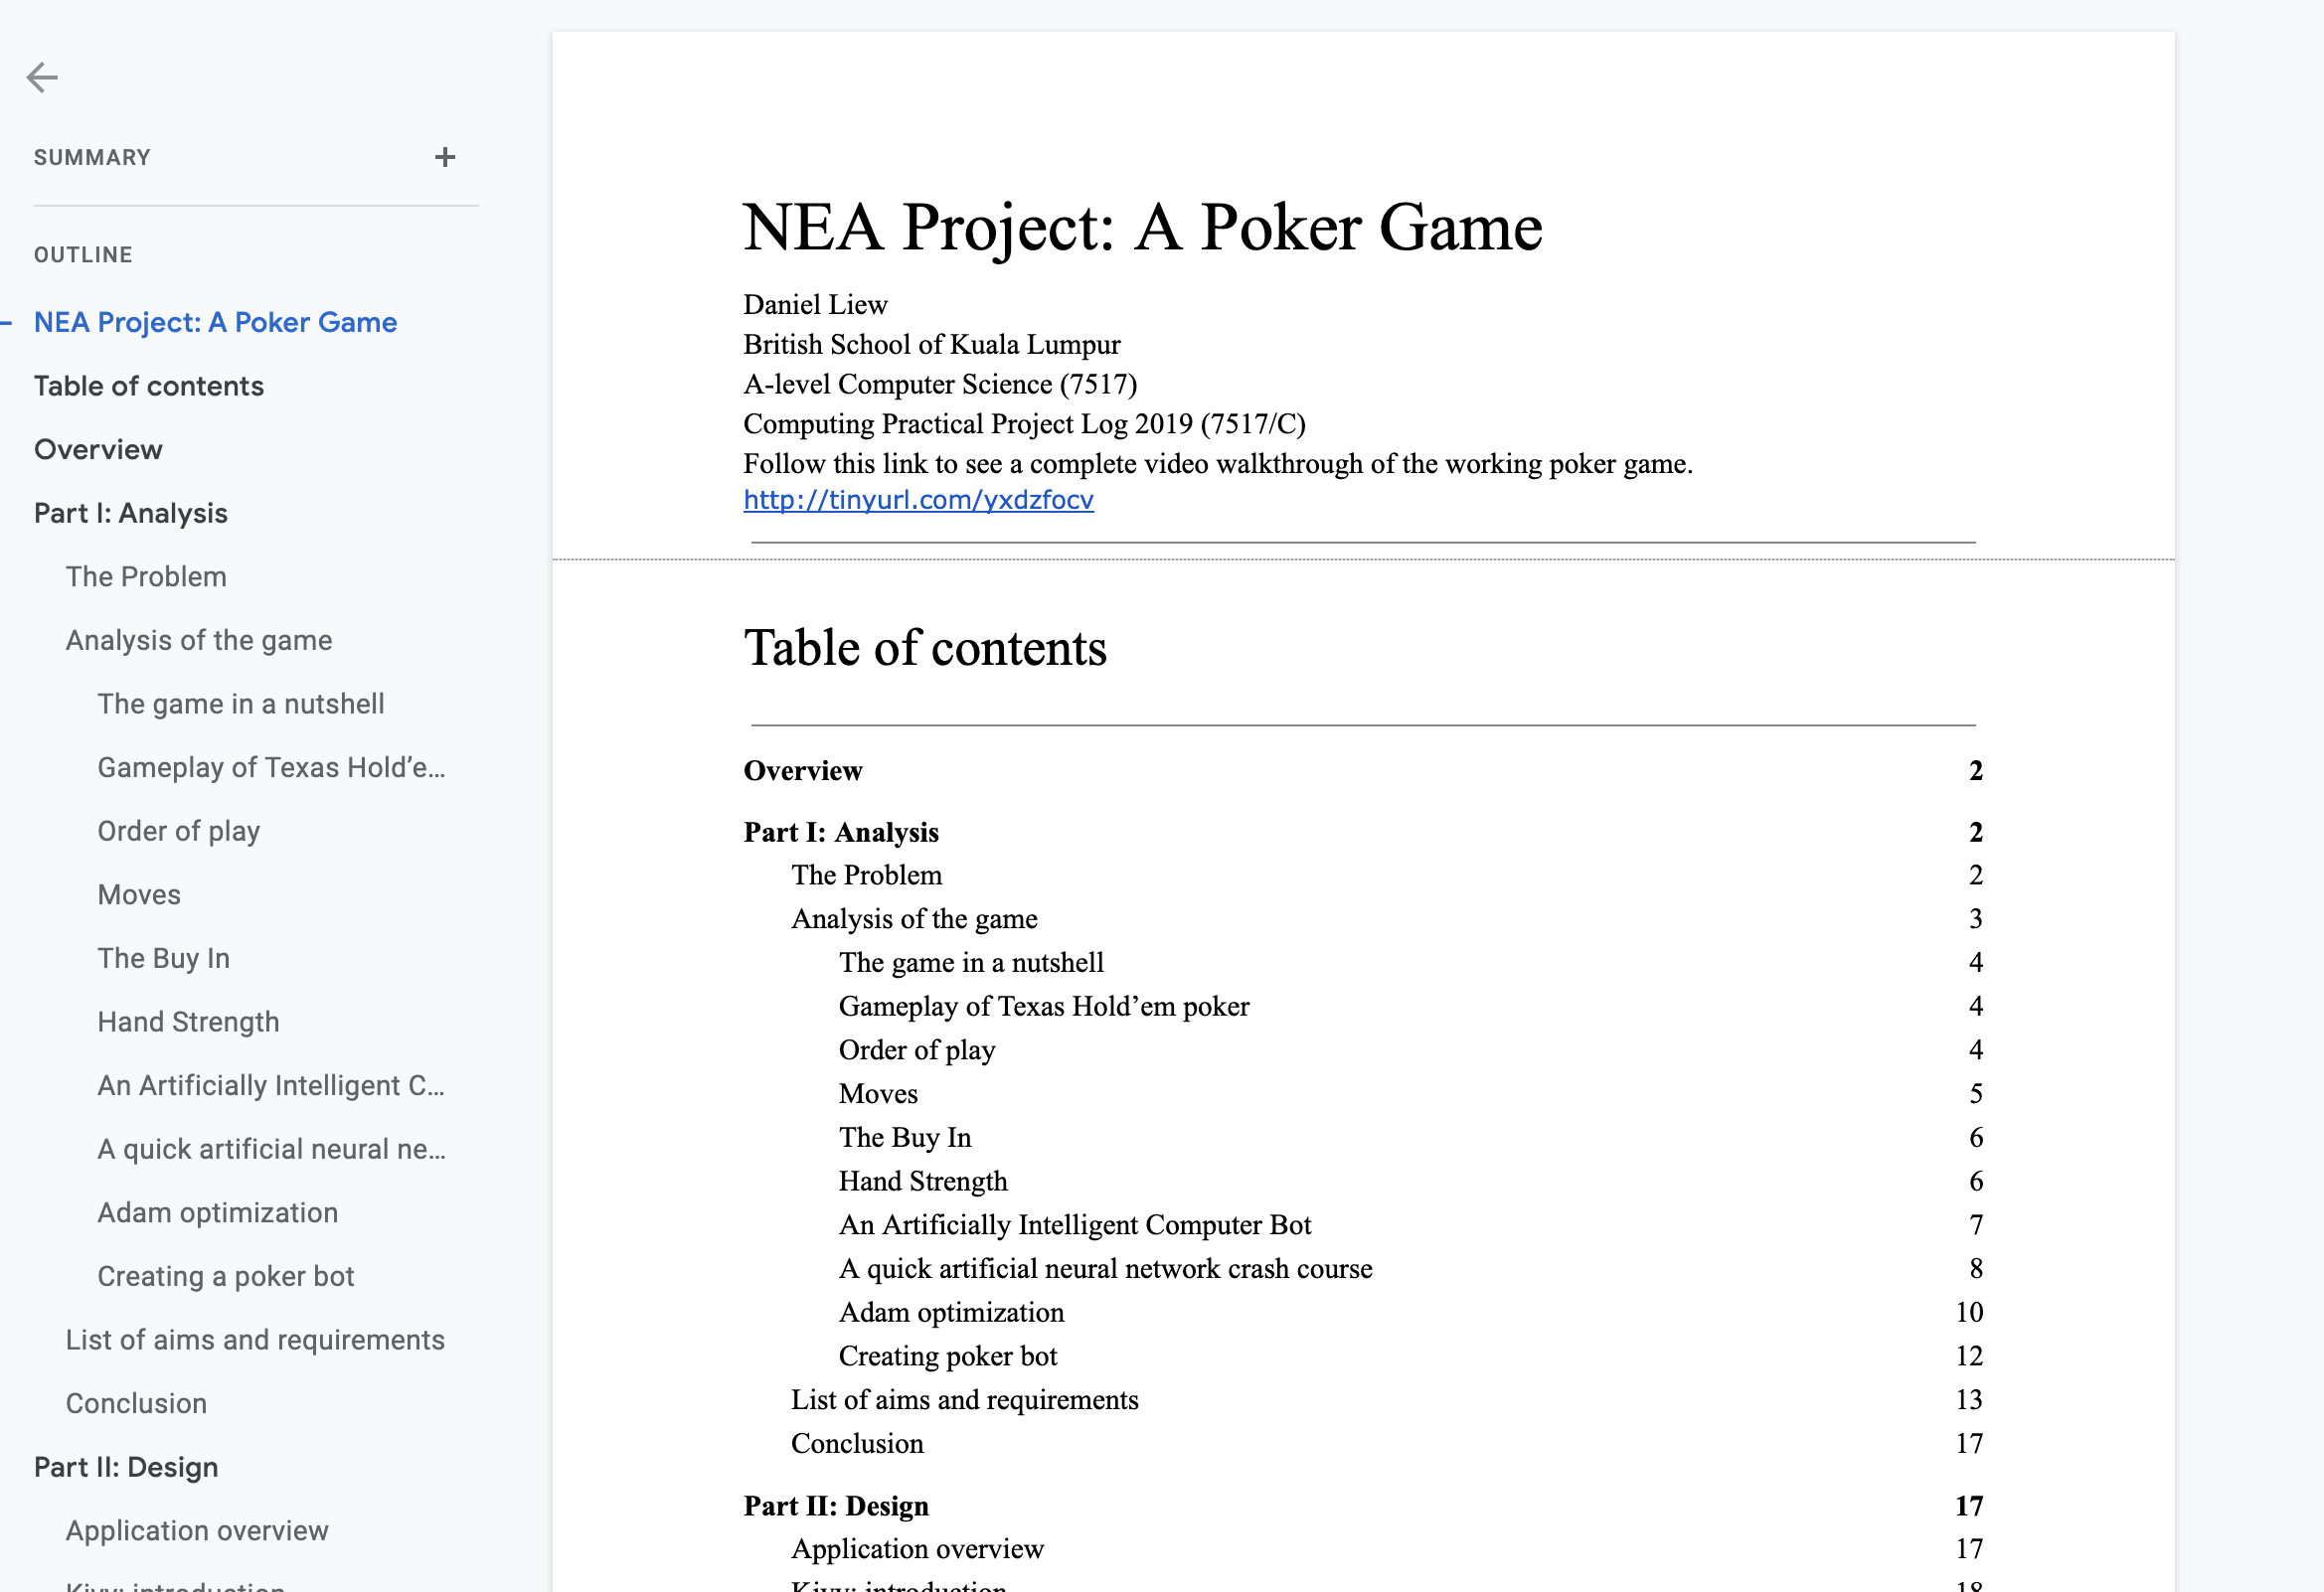 SUMMARY
OUTLINE
NEA Project: A Poker Game
Table of contents
Overview
Part I: Analysis
The Problem
Analysis of the game
The game in a nutshell
Gameplay of Texas Hold’e...
Order of play
Moves
The Buy In
Hand Strength
An Artificially Intelligent C...
A quick artificial neural ne...
Adam optimization
Creating a poker bot
List of aims and requirements
Conclusion
Part II: Design
Application overview
Kivy: introduction
NEA Project: A Poker Game
Daniel Liew
British School of Kuala Lumpur
A-level Computer Science (7517)
Computing Practical Project Log 2019 (7517/C)
Follow this link to see a complete video walkthrough of the working poker game.
http://tinyurl.com/yxdzfocv
Table of contents
Overview 2
Part I: Analysis 2
The Problem 2
Analysis of the game 3
The game in a nutshell 4
Gameplay of Texas Hold’em poker 4
Order of play 4
Moves 5
The Buy In 6
Hand Strength 6
An Artificially Intelligent Computer Bot 7
A quick artificial neural network crash course 8
Adam optimization 10
Creating poker bot 12
List of aims and requirements 13
Conclusion 17
Part II: Design 17
Application overview 17
Kivy: introduction 18